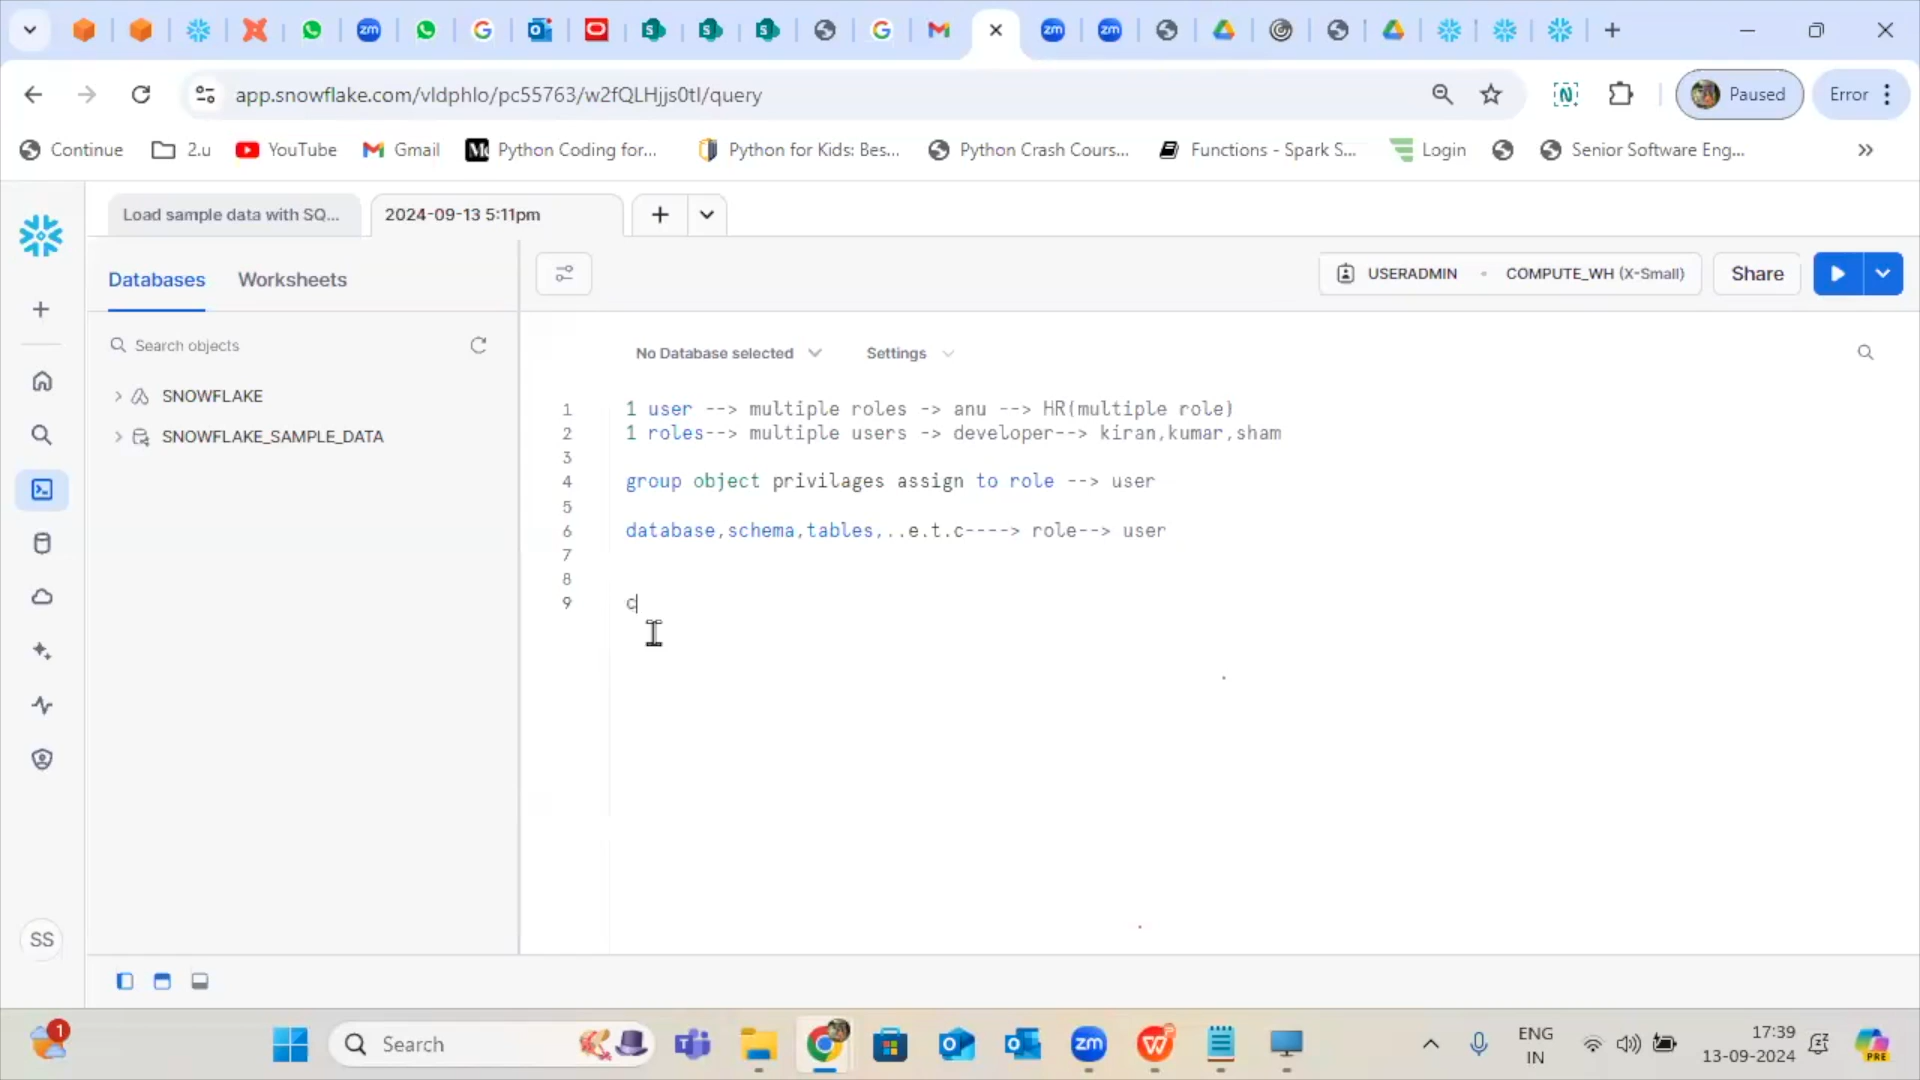 app.snowflake.com/vldphlo/pc55763/w2fQLHjjs0tI/query
Paused
Error
Continue
2.u
YouTube
Gmail
Python Coding for...
Python for Kids: Bes...
Python Crash Cours...
Functions - Spark S...
Login
Senior Software Eng...
Load sample data with SQ...
2024-09-13 5:11pm
Databases
Worksheets
USERADMIN
COMPUTE_WH (X-Small)
Share
Search objects
No Database selected
Settings
SNOWFLAKE
SNOWFLAKE_SAMPLE_DATA
1 1 user --> multiple roles -> anu --> HR(multiple role)
2 1 roles--> multiple users -> developer--> kiran,kumar,sham
3
4 group object privilages assign to role --> user
5
6 database,schema,tables,..e.t.c----> role--> user
7
8
9 c
SS
1
Search
ENG
IN
17:39
13-09-2024
PRE